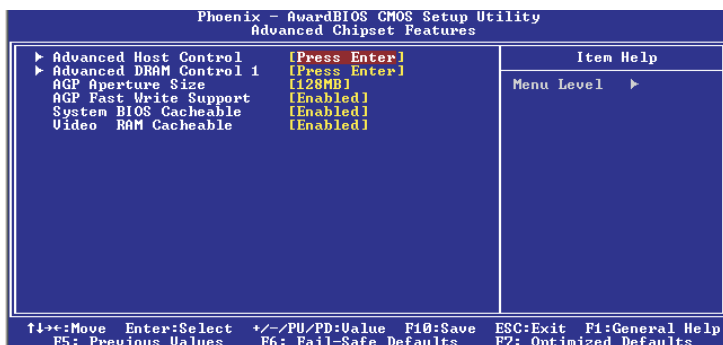 Phoenix - AwardBIOS CMOS Setup Utility
Advanced Chipset Features
▶ Advanced Host Control [Press Enter]
▶ Advanced DRAM Control 1 [Press Enter]
AGP Aperture Size [128MB]
AGP Fast Write Support [Enabled]
System BIOS Cacheable [Enabled]
Video RAM Cacheable [Enabled]
Item Help
Menu Level ▶
↑↓→←:Move Enter:Select +/-/PU/PD:Value F10:Save ESC:Exit F1:General Help
F5: Previous Values F6: Fail-Safe Defaults F7: Optimized Defaults